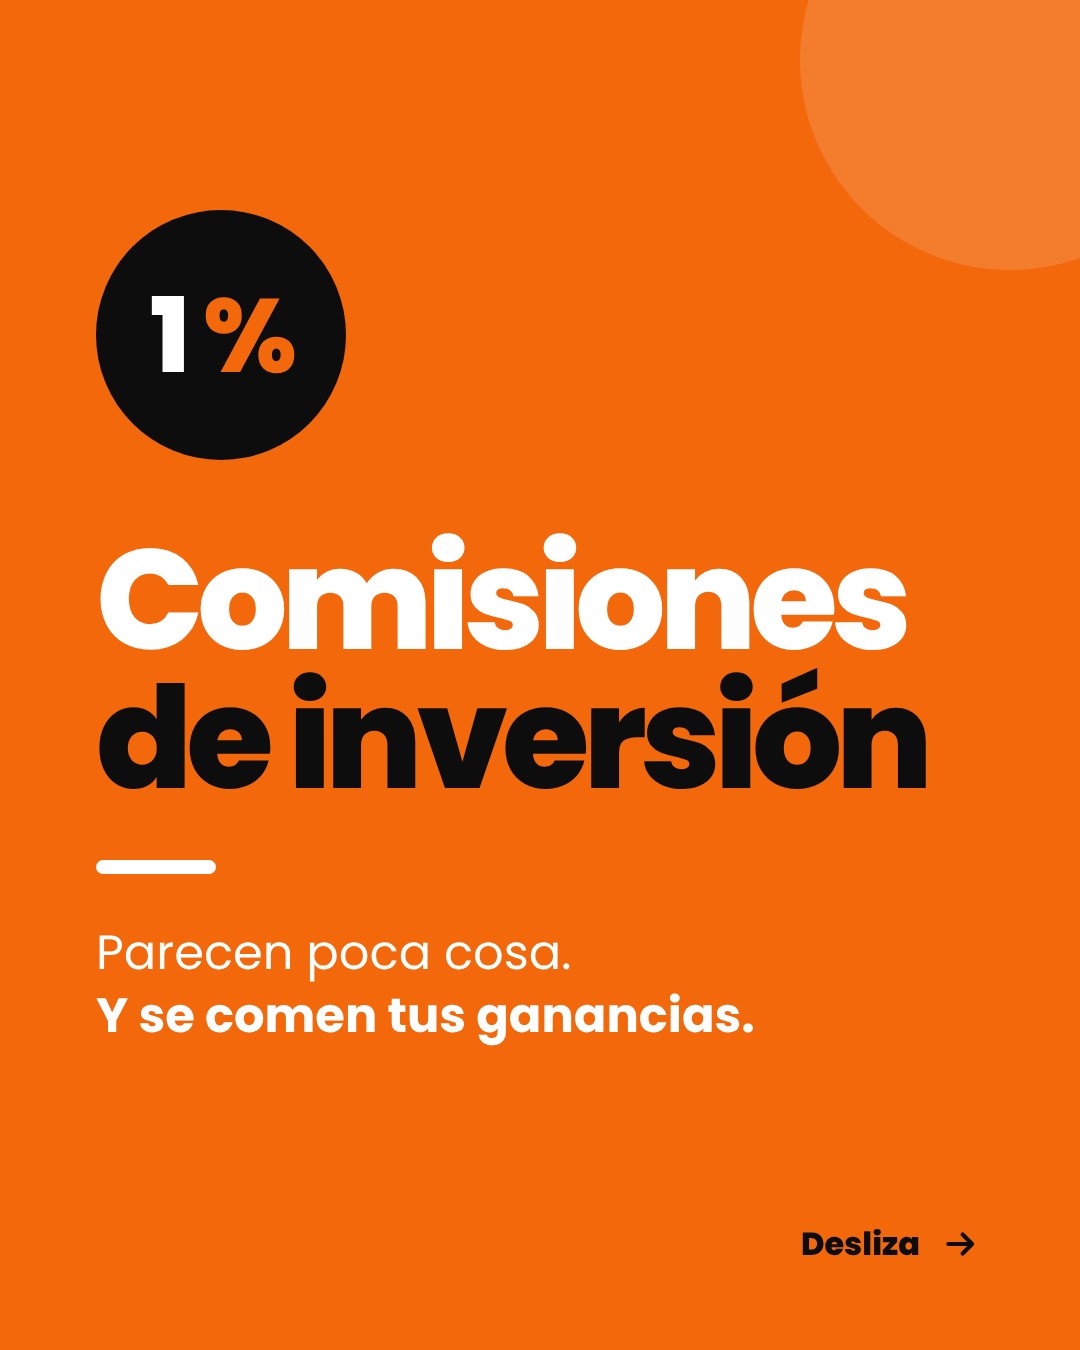 1%
Comisiones
de inversión
Parecen poca cosa.
Y se comen tus ganancias.
Desliza →